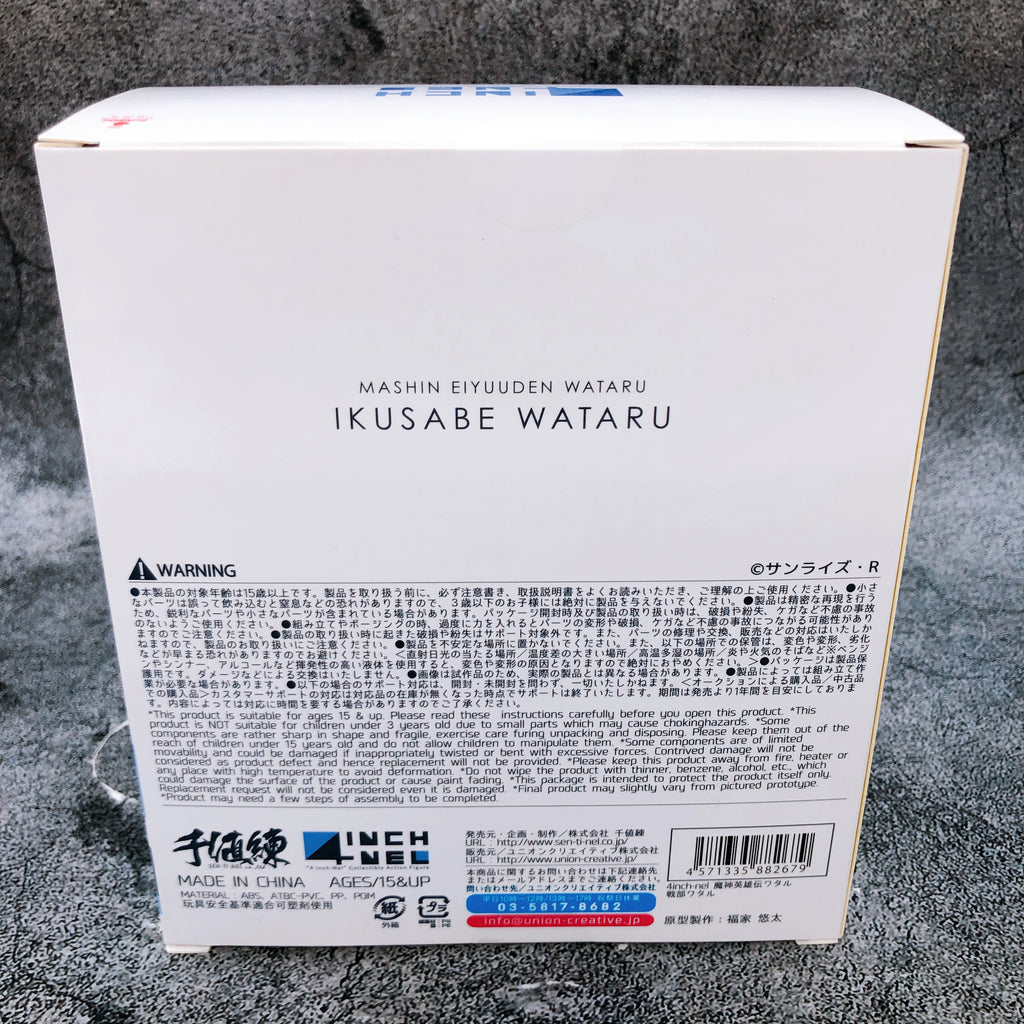 MASHIN EIYUUDEN WATARU
IKUSABE WATARU
WARNING
©サンライズ・R
●本製品の対象年齢は15歳以上です。製品を取り扱う前に、必ず注意書き、取扱説明書をよくお読みいただき、ご理解の上ご使用ください。●小さ
なパーツは誤って飲み込むと窒息などの恐れがありますので、3歳以下のお子様には絶対に製品を与えないでください。●製品は精密な再現を行う
ため、鋭利なパーツや小さなパーツが含まれている場合があります。パッケージ開封時及び製品の取り扱い時は、破損や紛失、ケガなど不慮の事故
のないようご使用ください。●組み立てやポージングの時、過度に力を入れるとパーツの変形や破損、ケガなど不慮の事故につながる可能性があり
ますのでご注意ください。●製品の取り扱い時に起きた破損や紛失はサポート対象外です。また、パーツの修理や交換、販売などの対応はいたしか
ねますので、製品のお取扱いにご注意ください。●製品を不安定な場所に置かないでください。また、以下の場所での保管は、変色や変形、劣化
などが早まる恐れがありますのでお避けください。<直射日光の当たる場所／温度差の大きい場所／高温多湿の場所／炎や火気のそばなど※ベンジ
ンやシンナー、アルコールなど揮発性の高い液体を使用すると、変色や変形の原因となりますので絶対におやめください。>●パッケージは製品保
護用です。ダメージなどによる交換はいたしません。●画像は試作品のため、実際の製品とは異なる場合があります。●製品によっては組み立て作
業が必要な場合があります。●以下の場合のサポート対応は、開封・未開封を問わず、一切いたしかねます。<オークションによる購入品／中古品
での購入品>カスタマーサポートの対応は対応品の在庫が無くなった時点でサポートは終了いたします。期間は発売より1年間を目安にしておりま
す。内容によっては対応に時間を要する場合がありますのでご了承ください。
*This product is suitable for ages 15 & up. Please read these instructions carefully before you open this product. *This
product is NOT suitable for children under 3 years old due to small parts which may cause chokinghazards. *Some
components are rather sharp in shape and fragile, exercise care furing unpacking and disposing. Please keep them out of the
reach of children under 15 years old and do not allow children to manipulate them. *Some components are of limited
movability and could be damaged if inappropriately twisted or bent with excessive forces. Contrived damage will not be
considered as product defect and hence replacement will not be provided. *Please keep this product away from fire, heater or
any place with high temperature to avoid deformation. *Do not wipe the product with thinner, benzene, alcohol, etc., which
could damage the surface of the product or cause paint fading. *This package is intended to protect the product itself only.
Replacement request will not be considered even it is damaged. *Final product may slightly vary from pictured prototype.
*Product may need a few steps of assembly to be completed.
千値練
4INCH
NEL
MADE IN CHINA AGES/15&UP
MATERIAL : ABS, ATBC-PVC, PP, POM
玩具安全基準適合可塑剤使用
紙
外箱
プラ
発売元・企画・制作／株式会社 千値練
URL : http://www.sen-ti-nel.co.jp/
販売元／ユニオンクリエイティブ株式会社
URL : http://www.union-creative.jp/
本商品に関するお問い合わせは下記連絡先
またはメールアドレスまでご連絡ください。
問い合わせ先／ユニオンクリエイティブ株式会社
平日10時～12時/13時～17時 祝祭日休業
03-5817-8682
info@union-creative.jp
4 571335 882679
4inch-nel 魔神英雄伝ワタル
戦部ワタル
原型製作：福家 悠太